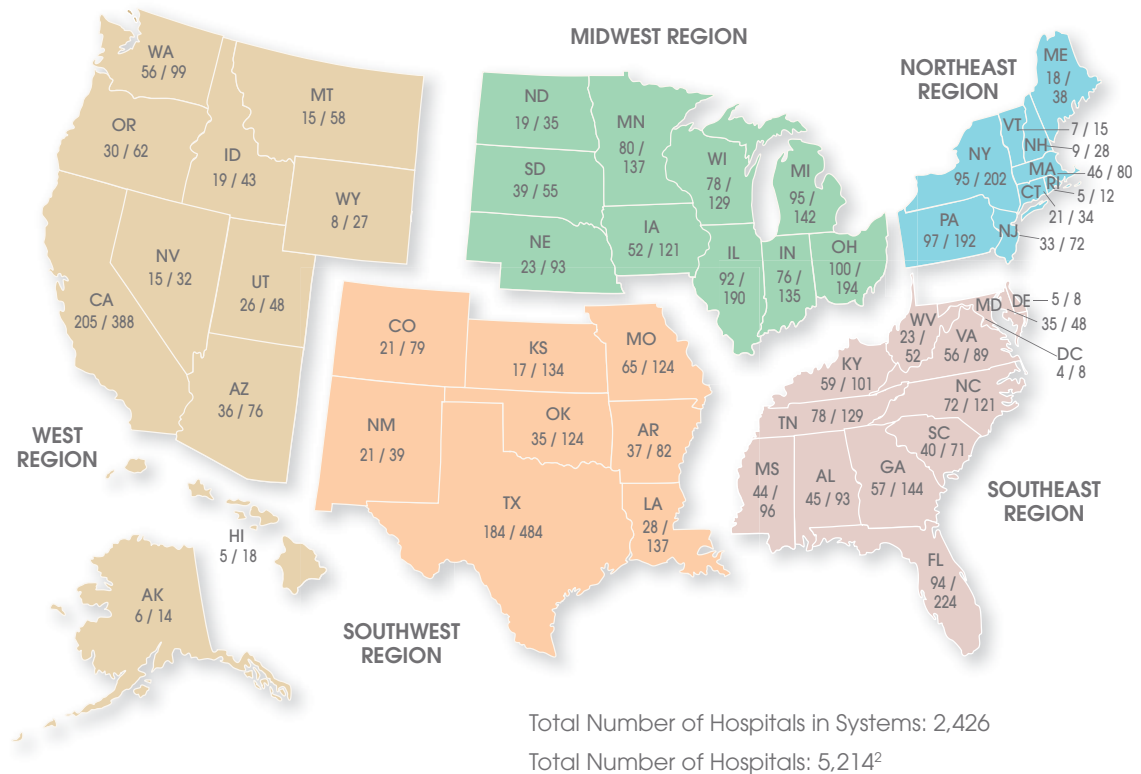 MIDWEST REGION
NORTHEAST
REGION
WEST
REGION
SOUTHWEST
REGION
SOUTHEAST
REGION
WA
56 / 99
OR
30 / 62
MT
15 / 58
ID
19 / 43
WY
8 / 27
NV
15 / 32
UT
26 / 48
CA
205 / 388
AZ
36 / 76
HI
5 / 18
AK
6 / 14
ND
19 / 35
SD
39 / 55
NE
23 / 93
MN
80 /
137
IA
52 / 121
WI
78 /
129
MI
95 /
142
IL
92 /
190
IN
76 /
135
OH
100 /
194
CO
21 / 79
KS
17 / 134
MO
65 / 124
NM
21 / 39
OK
35 / 124
AR
37 / 82
TX
184 / 484
LA
28 /
137
ME
18 /
38
VT
7 / 15
NH
9 / 28
NY
95 / 202
MA
46 / 80
RI
5 / 12
CT
21 / 34
PA
97 / 192
NJ
33 / 72
DE
5 / 8
MD
35 / 48
DC
4 / 8
WV
23 /
52
VA
56 / 89
KY
59 / 101
NC
72 / 121
TN 78 / 129
SC
40 / 71
MS
44 /
96
AL
45 / 93
GA
57 / 144
FL
94 /
224
Total Number of Hospitals in Systems: 2,426
Total Number of Hospitals: 5,214²